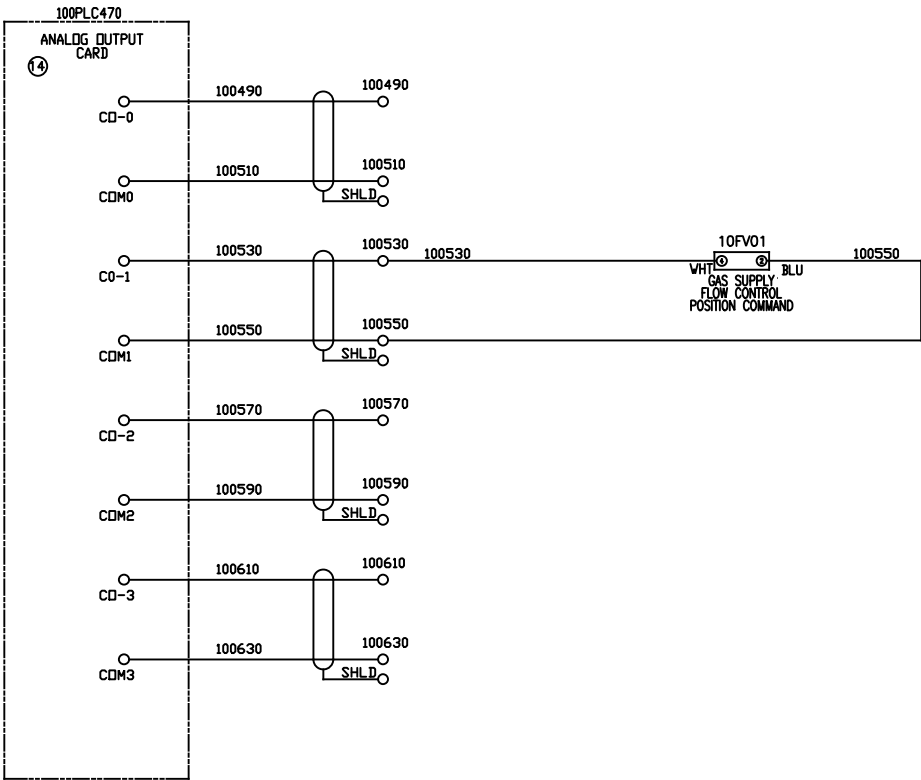 100PLC470
ANALOG OUTPUT
CARD
14
100490
100490
CO-0
100510
100510
COM0
SHLD
100530
100530
100530
10FV01
100550
WHT
4
2
BLU
CO-1
GAS SUPPLY
FLOW CONTROL
POSITION COMMAND
100550
100550
COM1
SHLD
100570
100570
CO-2
100590
100590
COM2
SHLD
100610
100610
CO-3
100630
100630
COM3
SHLD